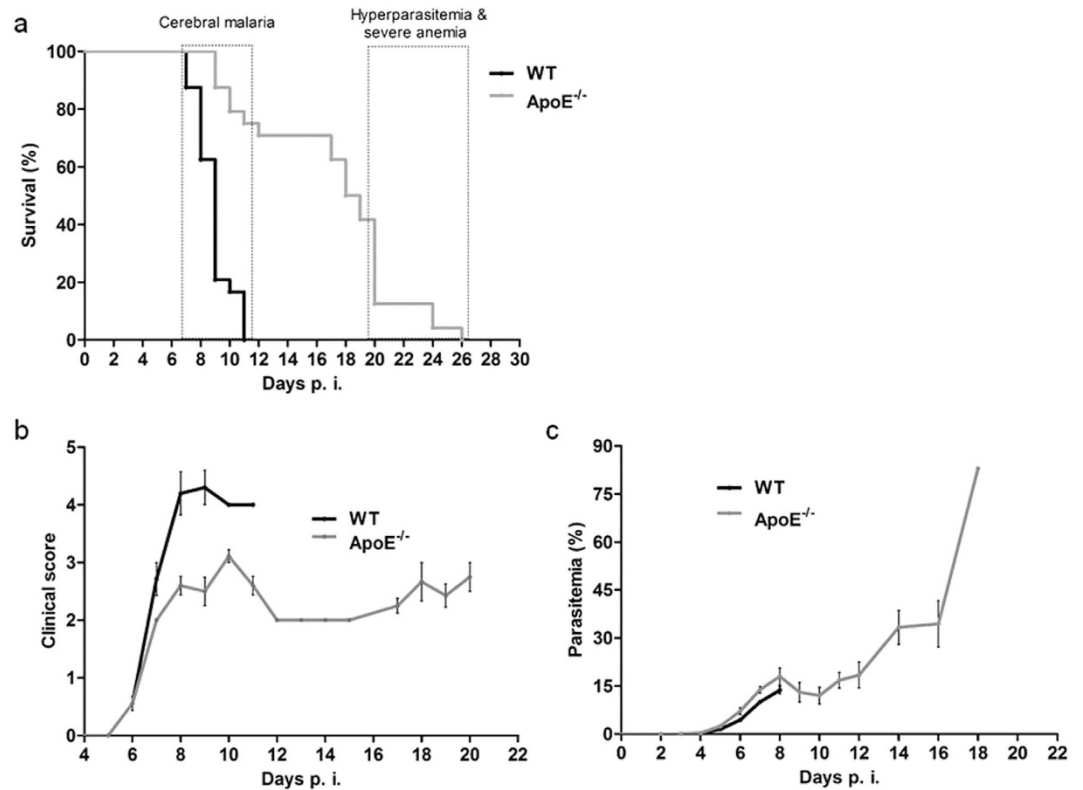 a
Cerebral malaria
Hyperparasitemia &
severe anemia
100
80
60
40
20
0
Survival (%)
0 2 4 6 8 10 12 14 16 18 20 22 24 26 28 30
Days p. i.
WT
ApoE-/-
b
5
4
3
2
1
0
Clinical score
4 6 8 10 12 14 16 18 20 22
Days p. i.
WT
ApoE-/-
c
90
75
60
45
30
15
0
Parasitemia (%)
0 2 4 6 8 10 12 14 16 18 20 22
Days p. i.
WT
ApoE-/-